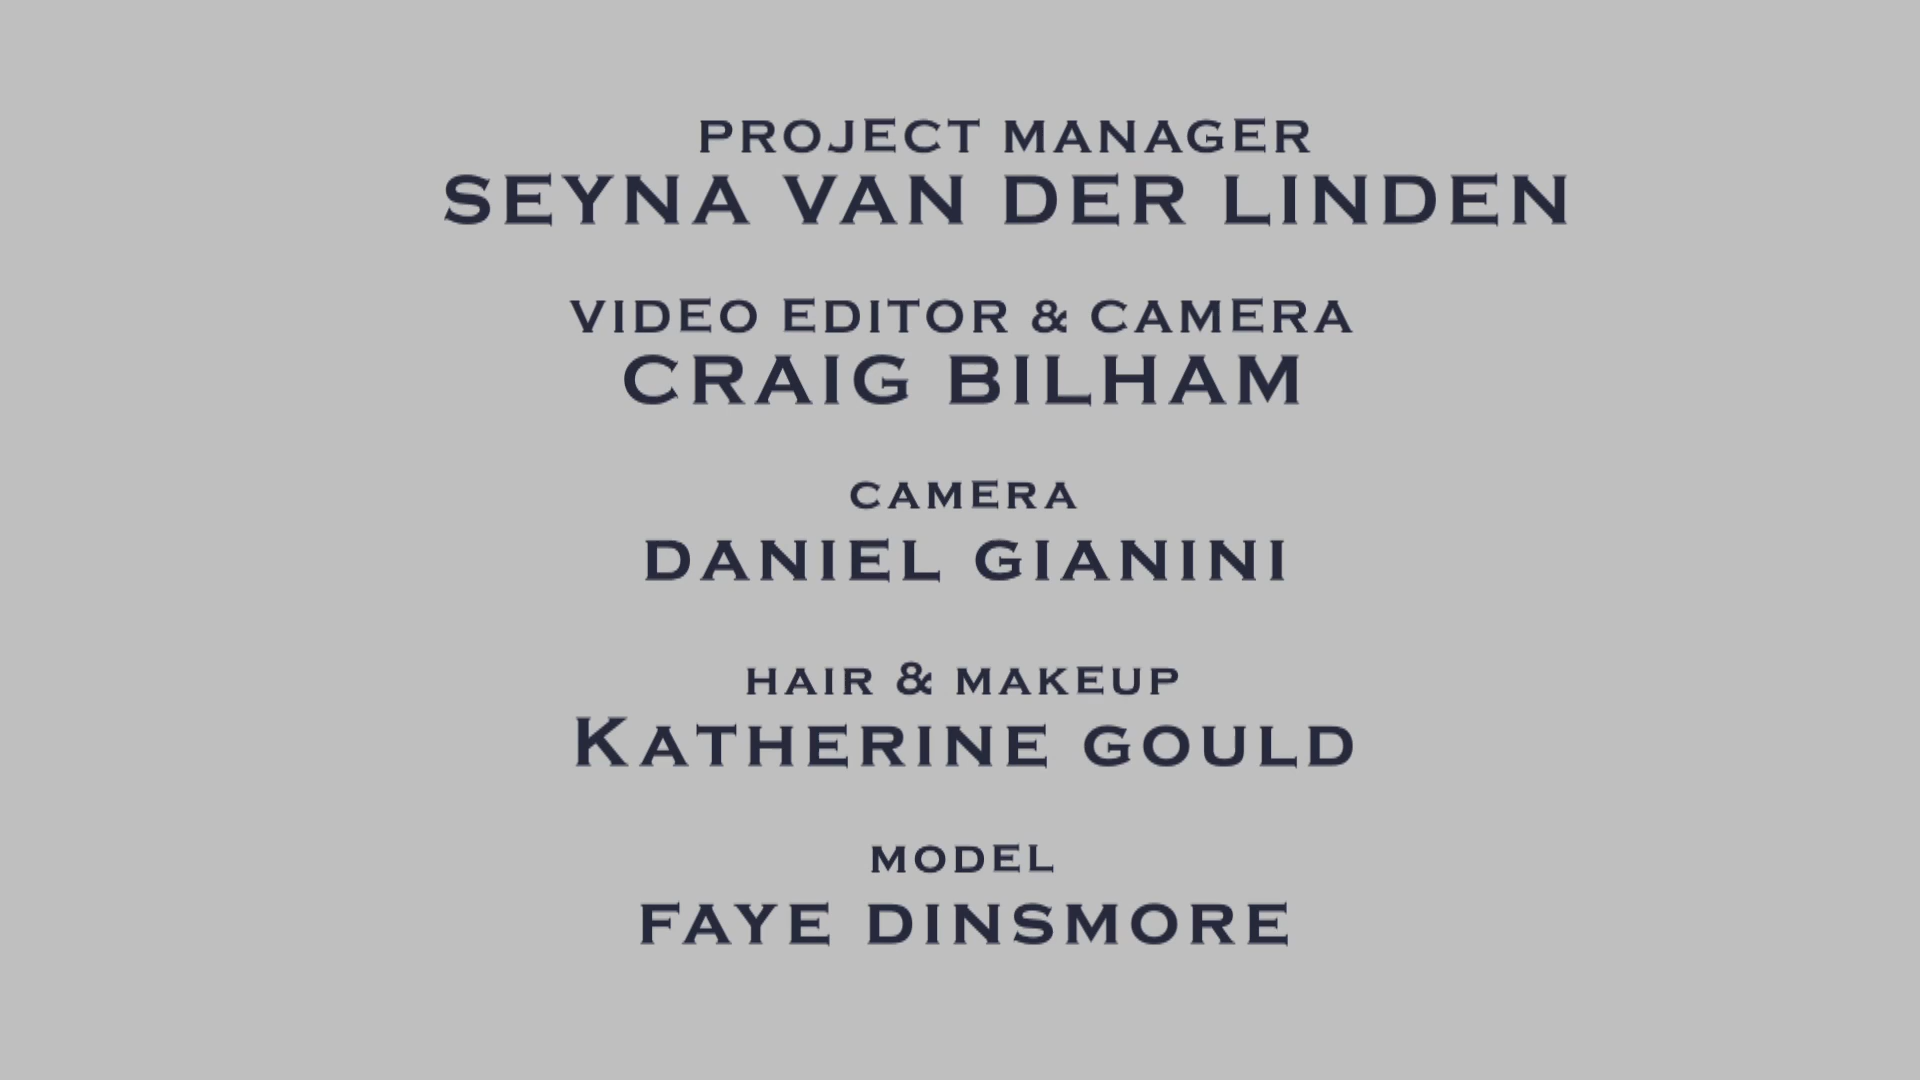 PROJECT MANAGER
SEYNA VAN DER LINDEN
VIDEO EDITOR & CAMERA
CRAIG BILHAM
CAMERA
DANIEL GIANINI
HAIR & MAKEUP
KATHERINE GOULD
MODEL
FAYE DINSMORE